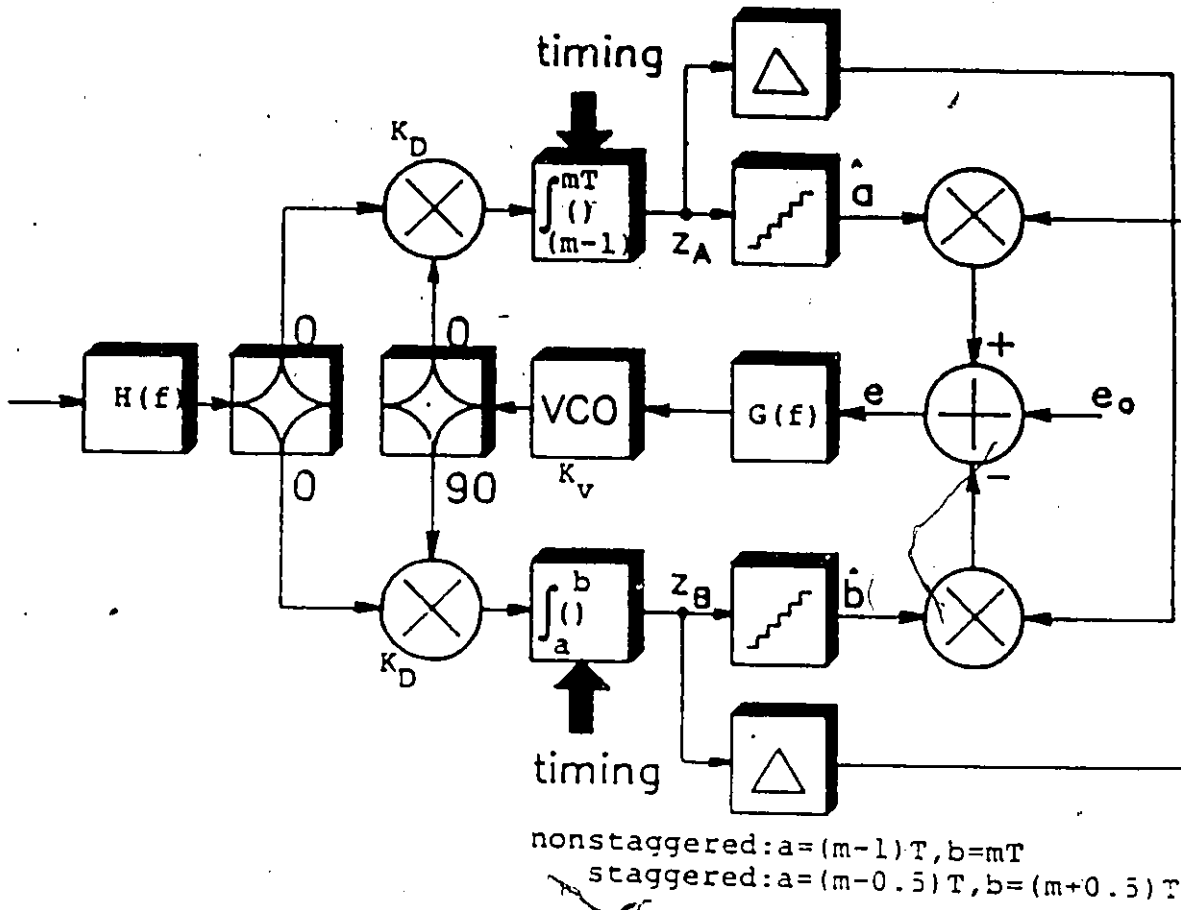 timing
K_D
∫ mT () (m-1)
z_A
â
0
0
+
H(f)
VCO
G(f)
e
e_o
0
90
K_V
-
K_D
∫ b () a
z_B
b̂
timing
nonstaggered:a=(m-1)T,b=mT
staggered:a=(m-0.5)T,b=(m+0.5)T